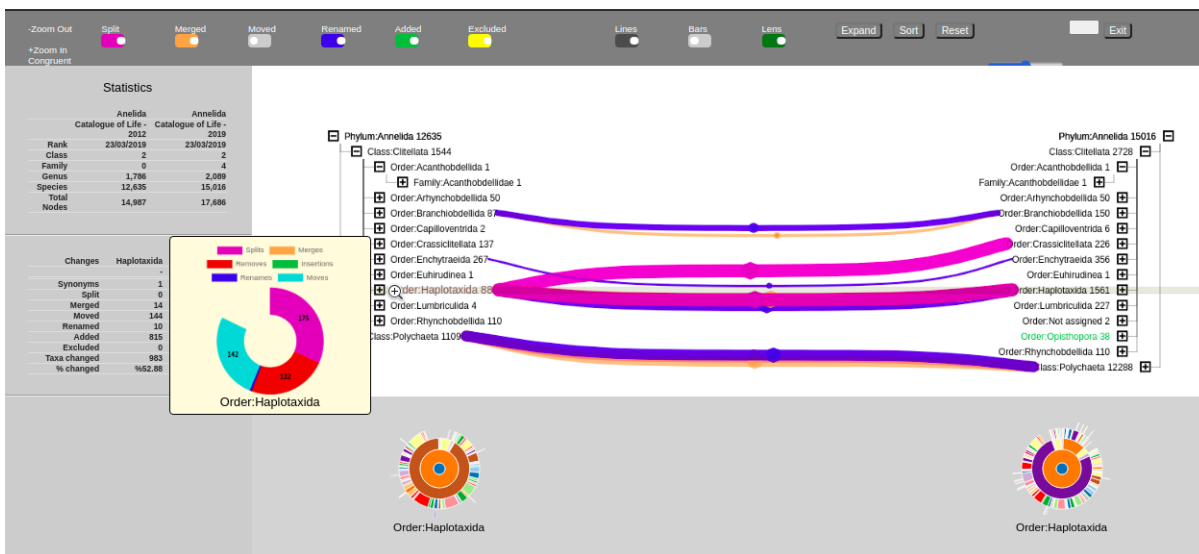 -Zoom Out
+Zoom In
Congruent
Split
Merged
Moved
Renamed
Added
Excluded
Lines
Bars
Lens
Expand
Sort
Reset
Exit
Statistics
Anelida Annelida
Catalogue of Life - 2012 Catalogue of Life - 2019
Rank 23/03/2019 23/03/2019
Class 2 2
Family 0 4
Genus 1,786 2,089
Species 12,635 15,016
Total Nodes 14,987 17,686
Changes Haplotaxida
-
Synonyms 1
Split 0
Merged 14
Moved 144
Renamed 10
Added 815
Excluded 0
Taxa changed 983
% changed %52.88
Splits Merges
Removes Insertions
Renames Moves
175
142
132
Order:Haplotaxida
Phylum:Annelida 12635
Class:Clitellata 1544
Order:Acanthobdellida 1
Family:Acanthobdellidae 1
Order:Arhynchobdellida 50
Order:Branchiobdellida 87
Order:Capilloventrida 2
Order:Crassiclitellata 137
Order:Enchytraeida 267
Order:Euhirudinea 1
Order:Haplotaxida 88
Order:Lumbriculida 4
Order:Rhynchobdellida 110
Class:Polychaeta 1109
Phylum:Annelida 15016
Class:Clitellata 2728
Order:Acanthobdellida 1
Family:Acanthobdellidae 1
Order:Arhynchobdellida 50
Order:Branchiobdellida 150
Order:Capilloventrida 6
Order:Crassiclitellata 226
Order:Enchytraeida 356
Order:Euhirudinea 1
Order:Haplotaxida 1561
Order:Lumbriculida 227
Order:Not assigned 2
Order:Opisthopora 38
Order:Rhynchobdellida 110
Class:Polychaeta 12288
Order:Haplotaxida
Order:Haplotaxida